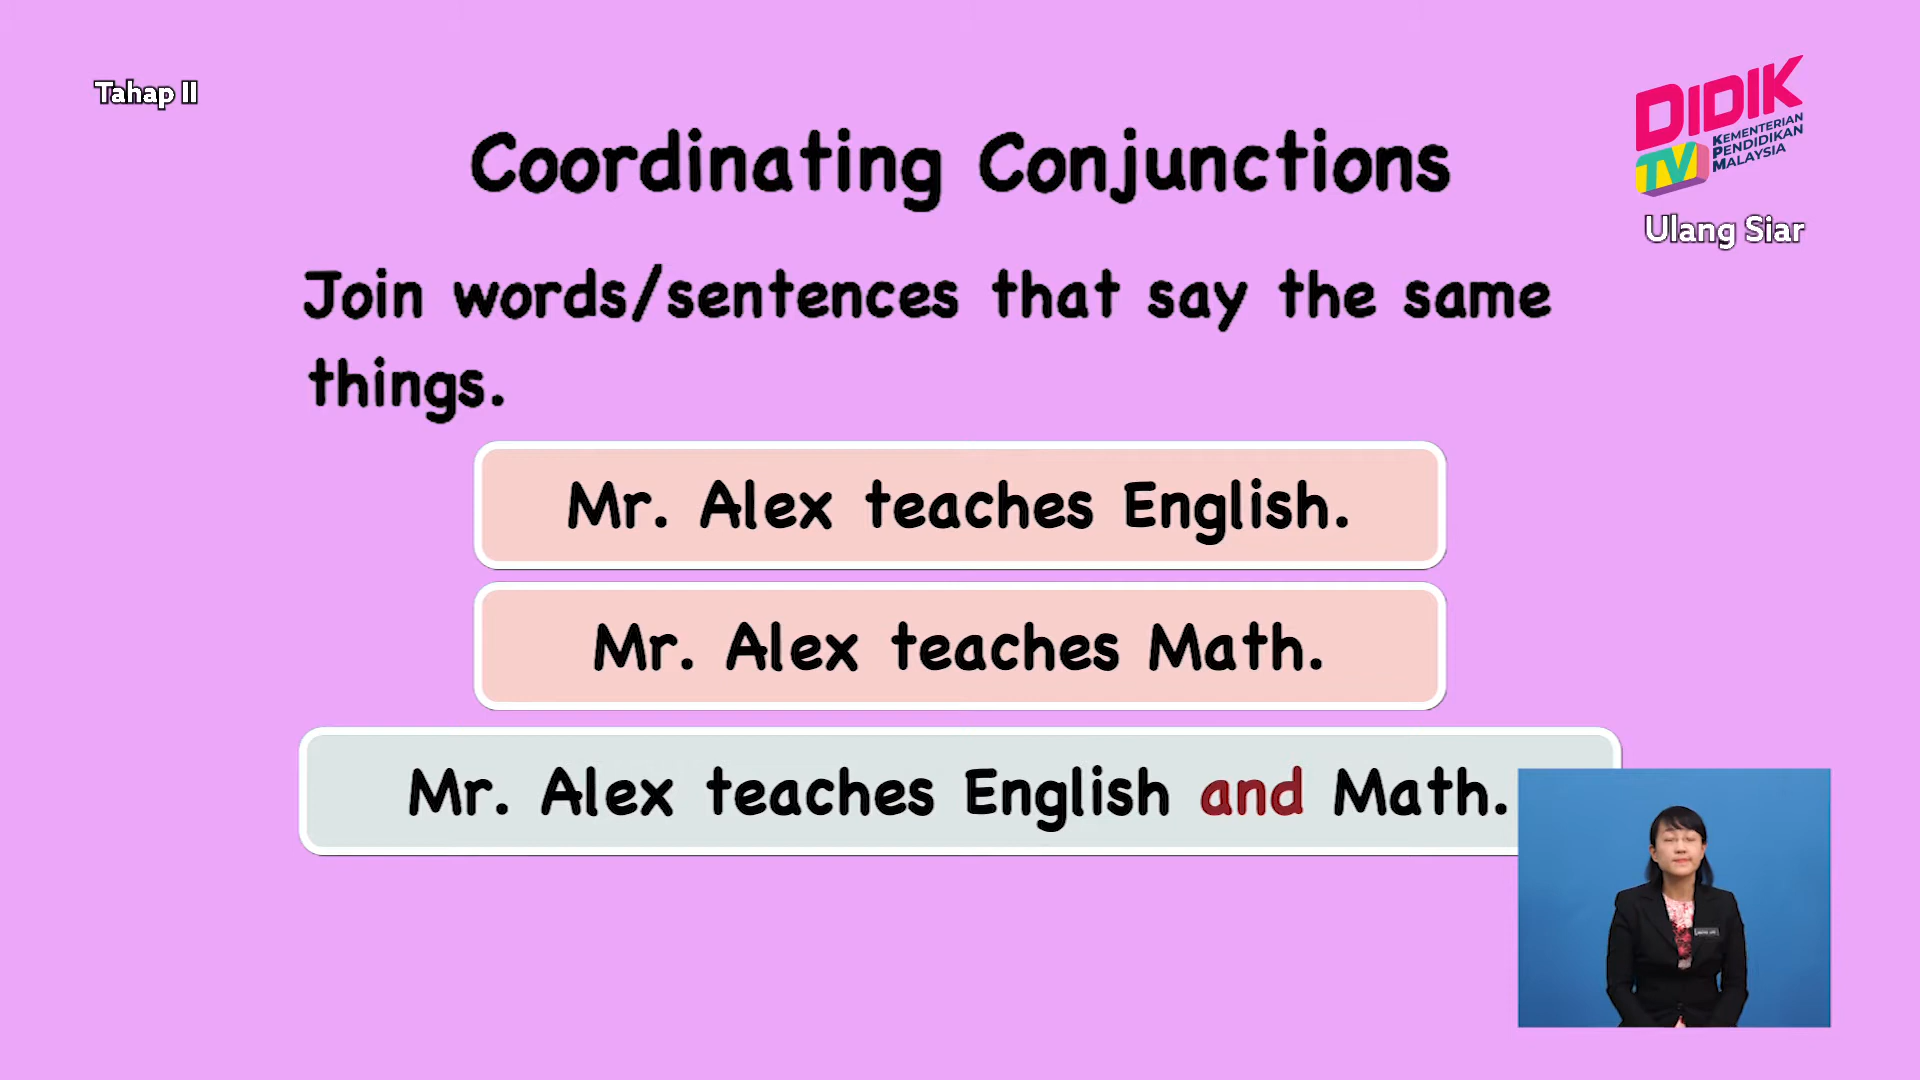 Tahap II
DIDIK
TV
KEMENTERIAN
PENDIDIKAN
MALAYSIA
Ulang Siar
Coordinating Conjunctions
Join words/sentences that say the same
things.
Mr. Alex teaches English.
Mr. Alex teaches Math.
Mr. Alex teaches English and Math.